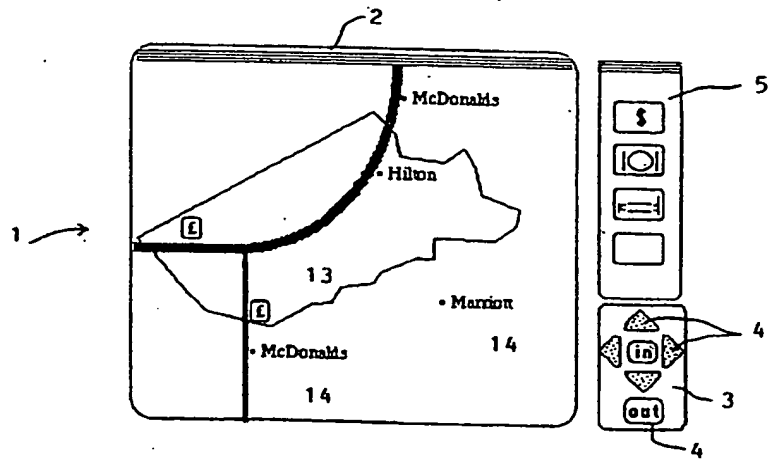 2
McDonalds
5
$
Hilton
1
£
13
£
Marriott
4
14
in
McDonalds
3
14
out
4